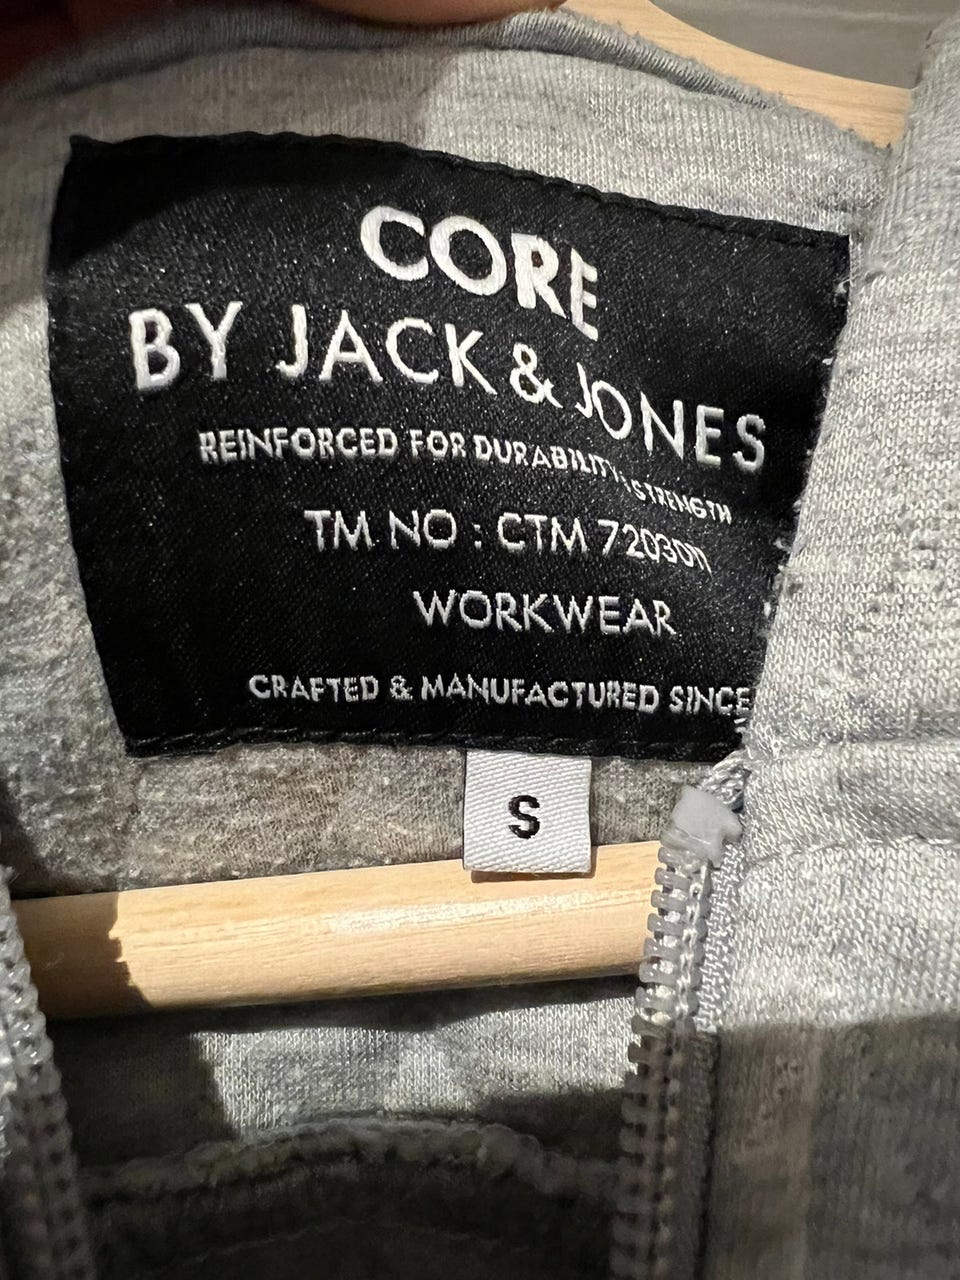 CORE
BY JACK & JONES
REINFORCED FOR DURABILITY, STRENGTH
TM NO : CTM 7203011
WORKWEAR
CRAFTED & MANUFACTURED SINCE
S